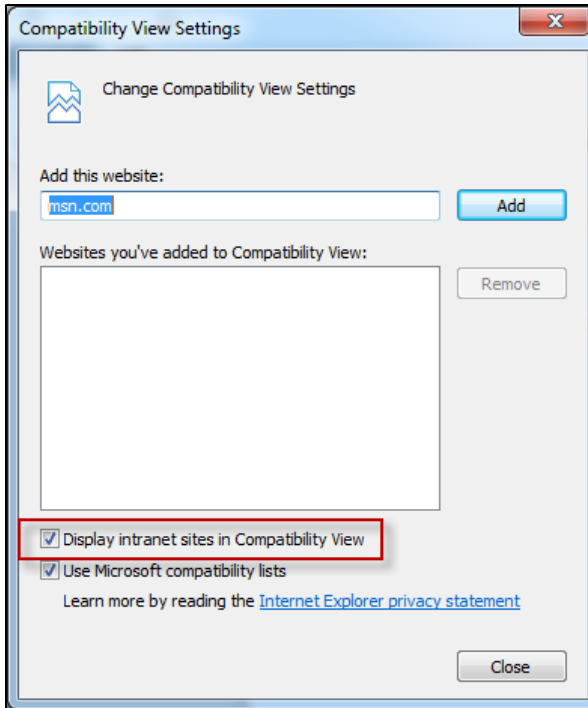 Compatibility View Settings
Change Compatibility View Settings
Add this website:
msn.com
Add
Websites you've added to Compatibility View:
Remove
Display intranet sites in Compatibility View
Use Microsoft compatibility lists
Learn more by reading the Internet Explorer privacy statement
Close